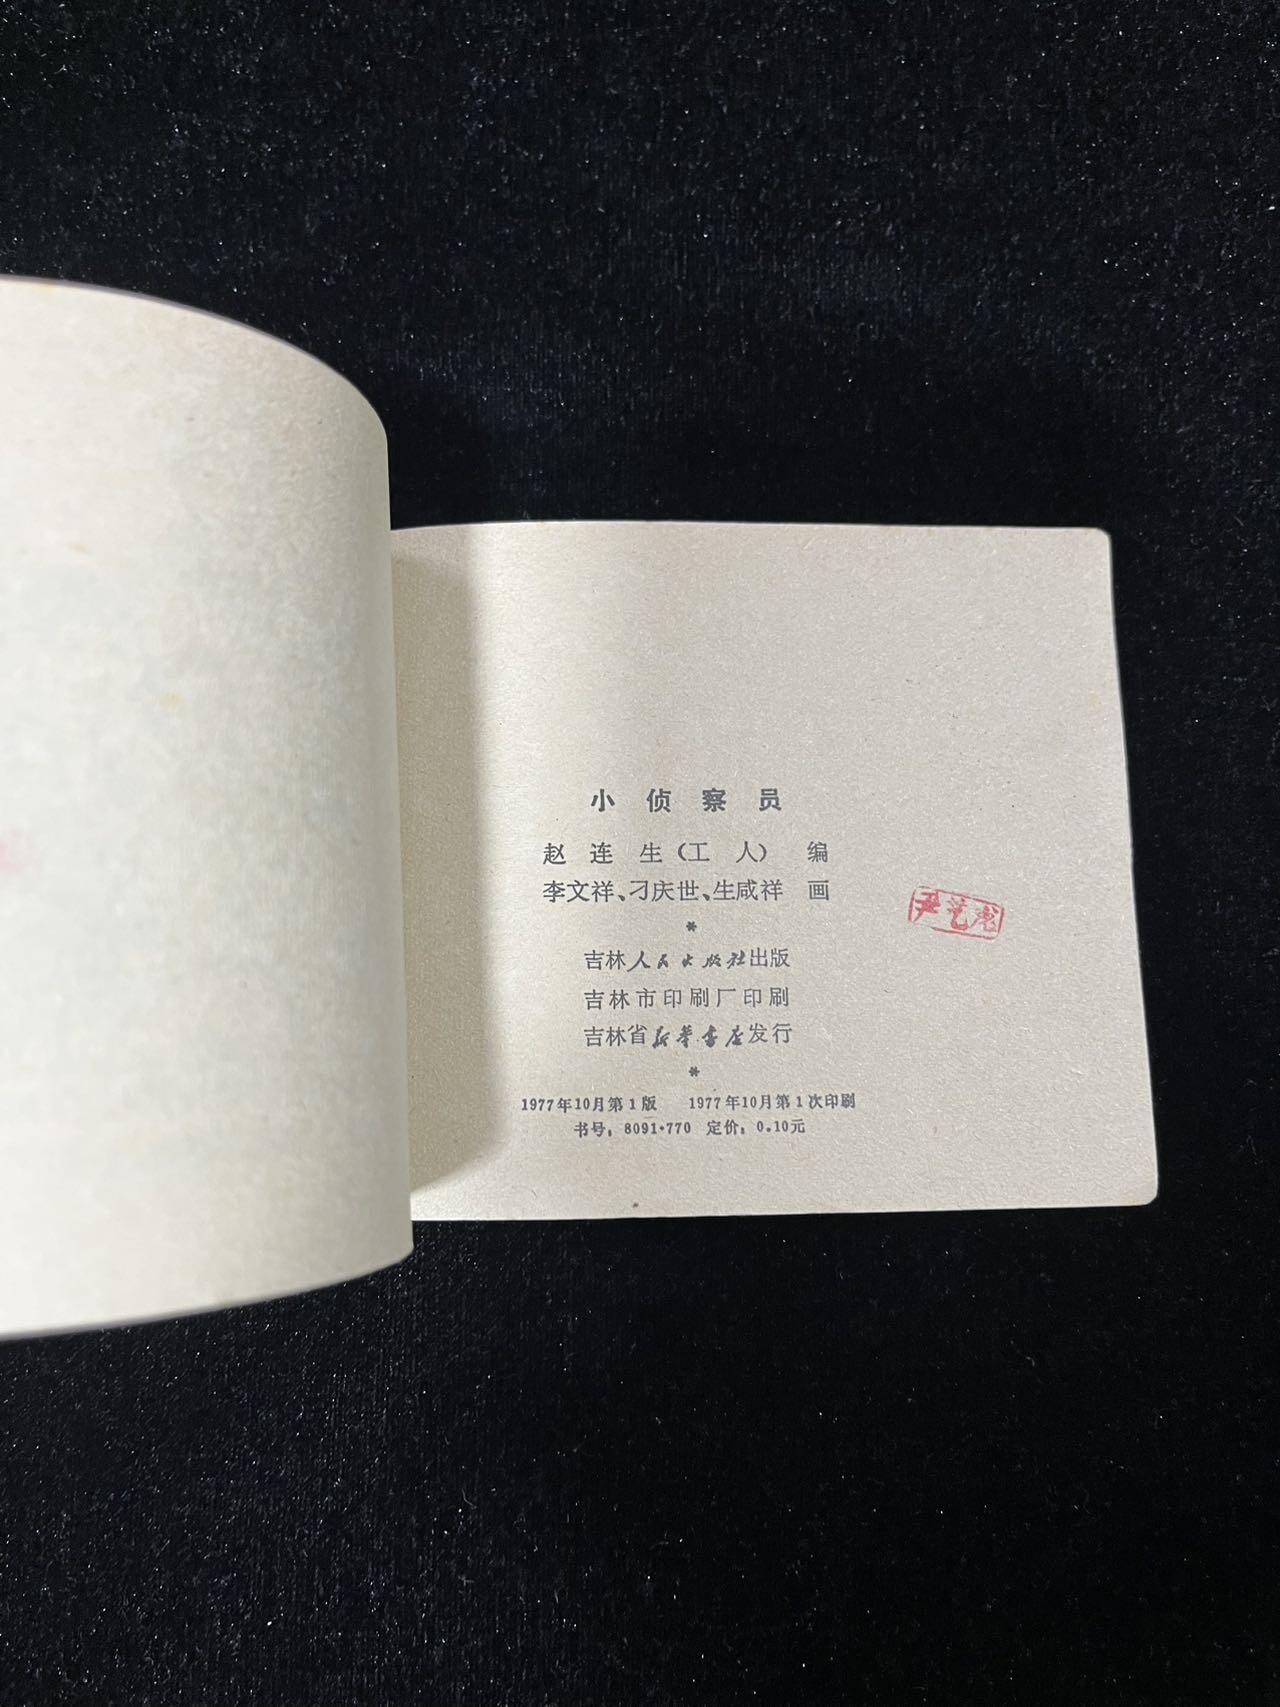 小侦察员
赵连生（工人） 编
李文祥、刁庆世、生咸祥 画
*
吉林人民出版社出版
吉林市印刷厂印刷
吉林省新华书店发行
*
1977年10月第1版 1977年10月第1次印刷
书号：8091·770 定价：0.10元